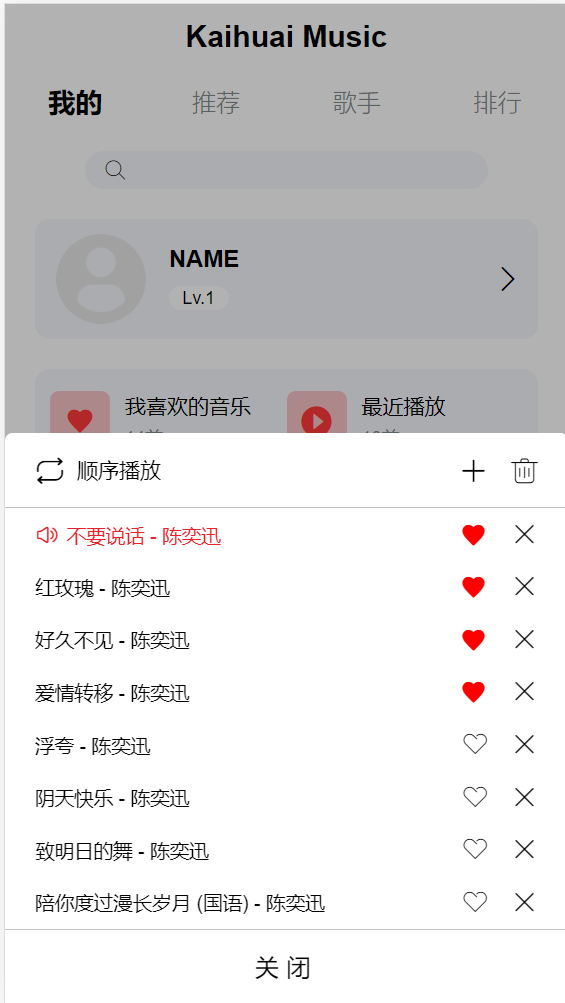 Kaihuai Music
我的 推荐 歌手 排行
NAME
Lv.1
我喜欢的音乐 最近播放
顺序播放
不要说话 - 陈奕迅
红玫瑰 - 陈奕迅
好久不见 - 陈奕迅
爱情转移 - 陈奕迅
浮夸 - 陈奕迅
阴天快乐 - 陈奕迅
致明日的舞 - 陈奕迅
陪你度过漫长岁月 (国语) - 陈奕迅
关 闭